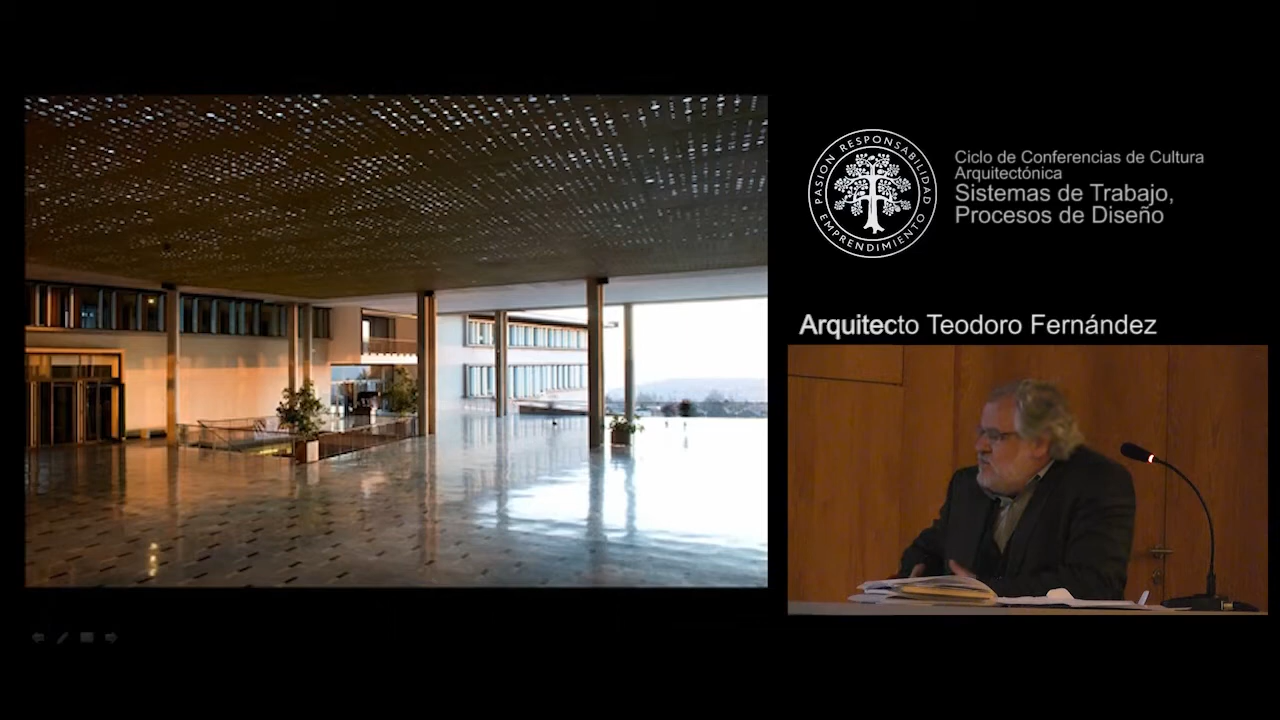 PASION RESPONSABILIDAD
EMPRENDIMIENTO
Ciclo de Conferencias de Cultura
Arquitectónica
Sistemas de Trabajo,
Procesos de Diseño
Arquitecto Teodoro Fernández